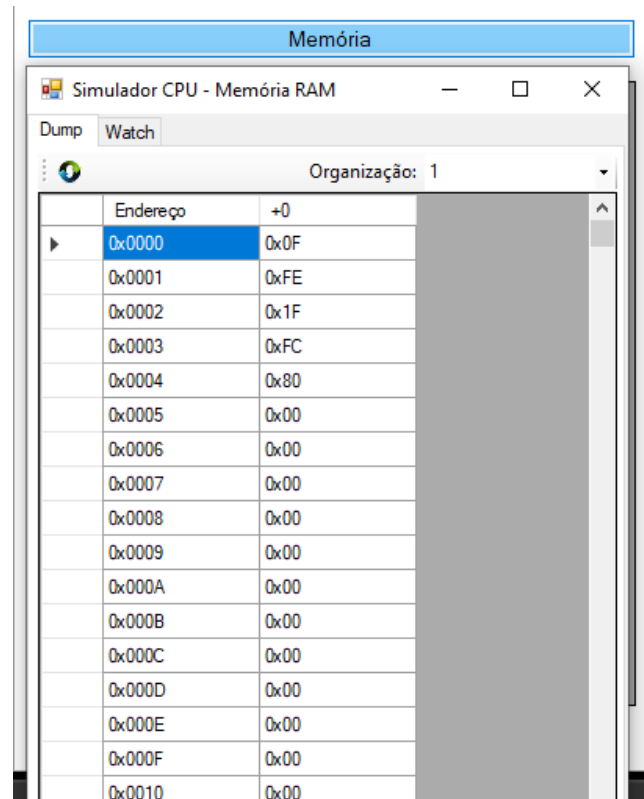 Memória
Simulador CPU - Memória RAM
Dump Watch
Organização: 1
Endereço +0
0x0000 0x0F
0x0001 0xFE
0x0002 0x1F
0x0003 0xFC
0x0004 0x80
0x0005 0x00
0x0006 0x00
0x0007 0x00
0x0008 0x00
0x0009 0x00
0x000A 0x00
0x000B 0x00
0x000C 0x00
0x000D 0x00
0x000E 0x00
0x000F 0x00
0x0010 0x00